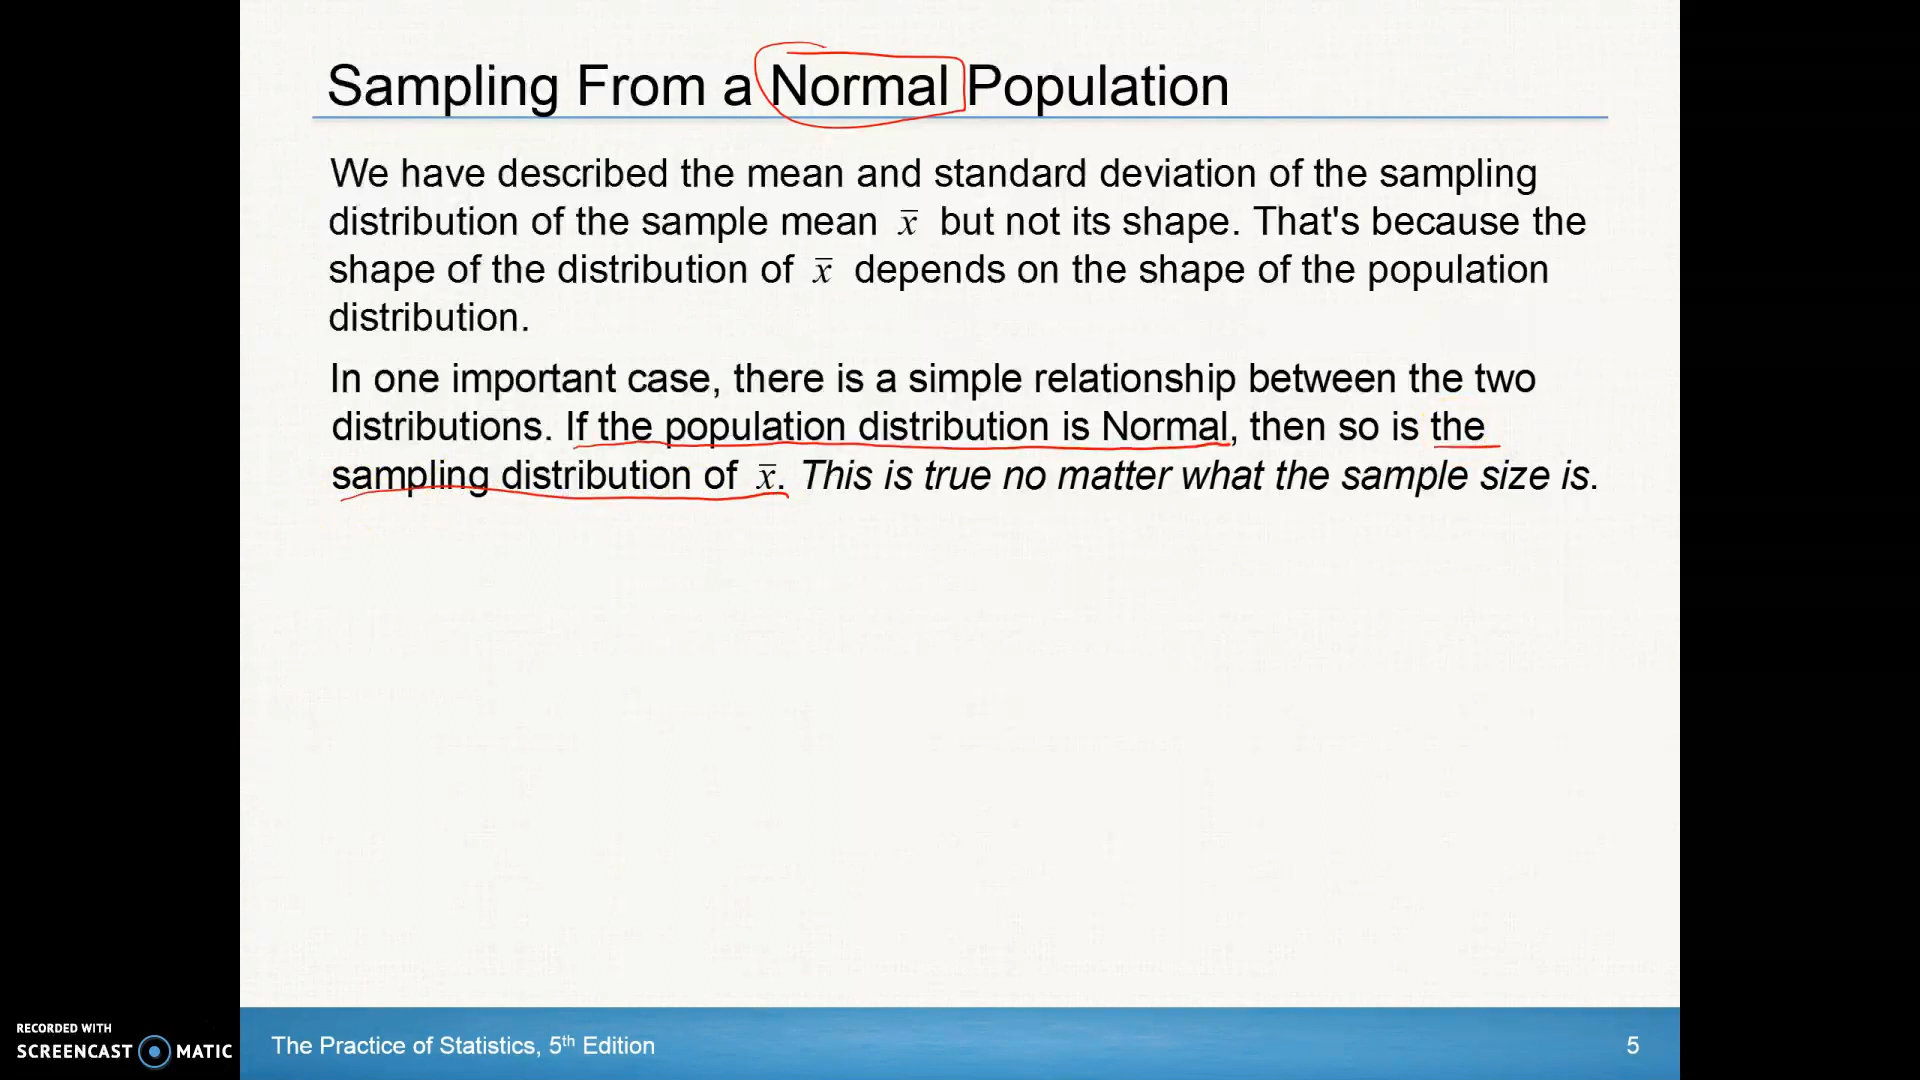 Sampling From a Normal Population
We have described the mean and standard deviation of the sampling
distribution of the sample mean x̅ but not its shape. That's because the
shape of the distribution of x̅ depends on the shape of the population
distribution.
In one important case, there is a simple relationship between the two
distributions. If the population distribution is Normal, then so is the
sampling distribution of x̅. This is true no matter what the sample size is.
RECORDED WITH
SCREENCAST MATIC
The Practice of Statistics, 5th Edition
5